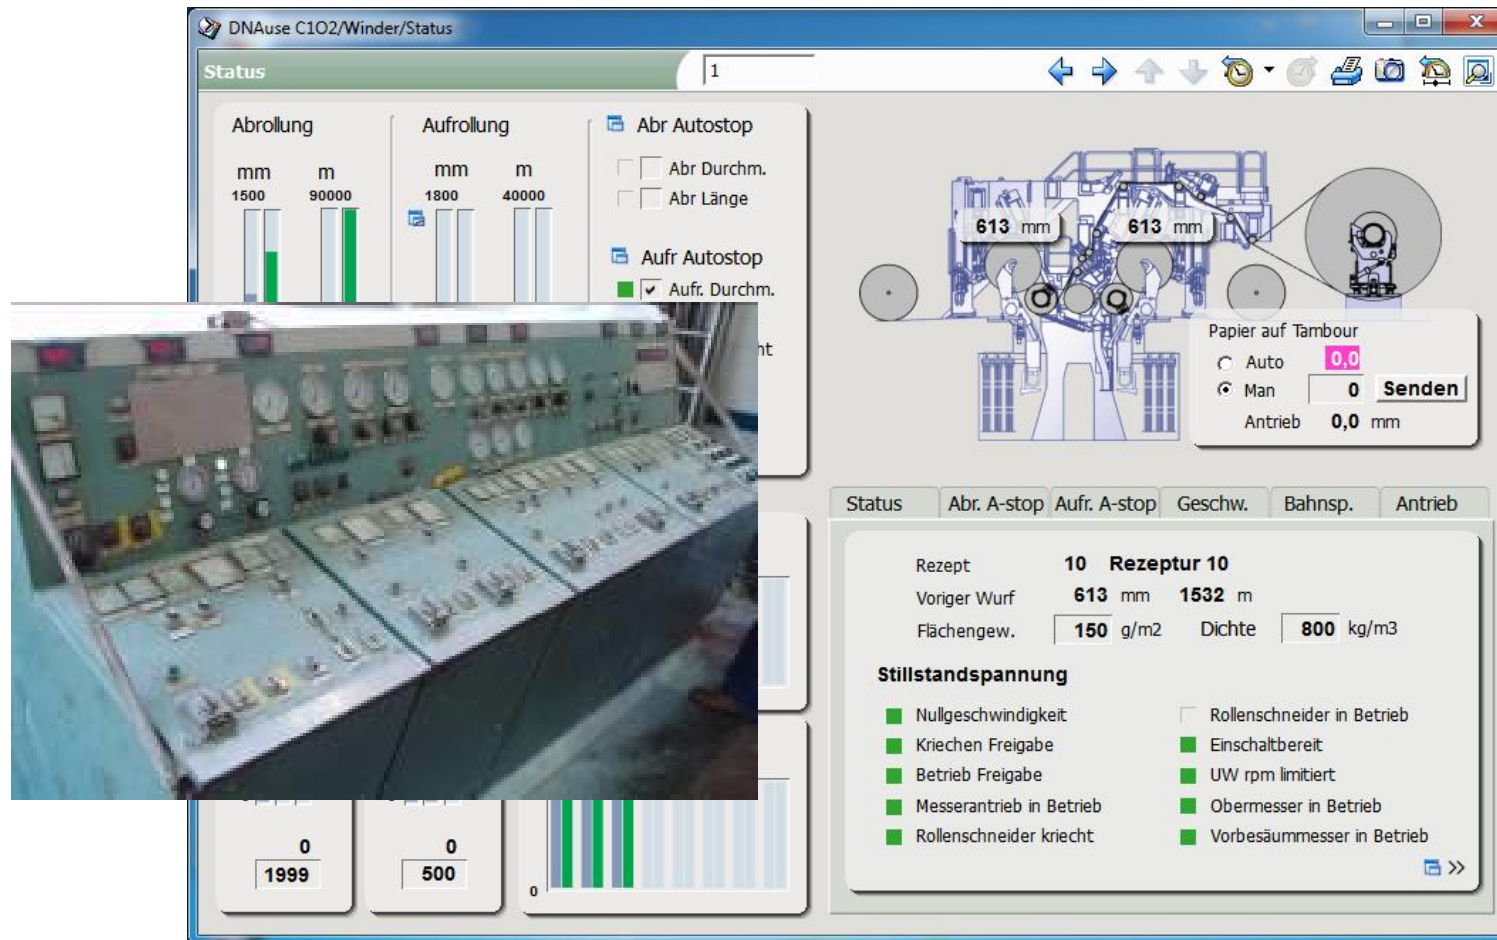 DNAuse C1O2/Winder/Status
Status
1
Abrollung
Aufrollung
mm m
mm m
1500 90000
1800 40000
Abr Autostop
Abr Durchm.
Abr Länge
Aufr Autostop
Aufr. Durchm.
ht
613 mm
613 mm
Papier auf Tambour
Auto 0,0
Man 0 Senden
Antrieb 0,0 mm
Status Abr. A-stop Aufr. A-stop Geschw. Bahnsp. Antrieb
Rezept 10 Rezeptur 10
Voriger Wurf 613 mm 1532 m
Flächengew. 150 g/m2 Dichte 800 kg/m3
Stillstandspannung
Nullgeschwindigkeit
Rollenschneider in Betrieb
Kriechen Freigabe
Einschaltbereit
Betrieb Freigabe
UW rpm limitiert
Messerantrieb in Betrieb
Obermesser in Betrieb
Rollenschneider kriecht
Vorbesäummesser in Betrieb
>>
0
1999
0
500
0